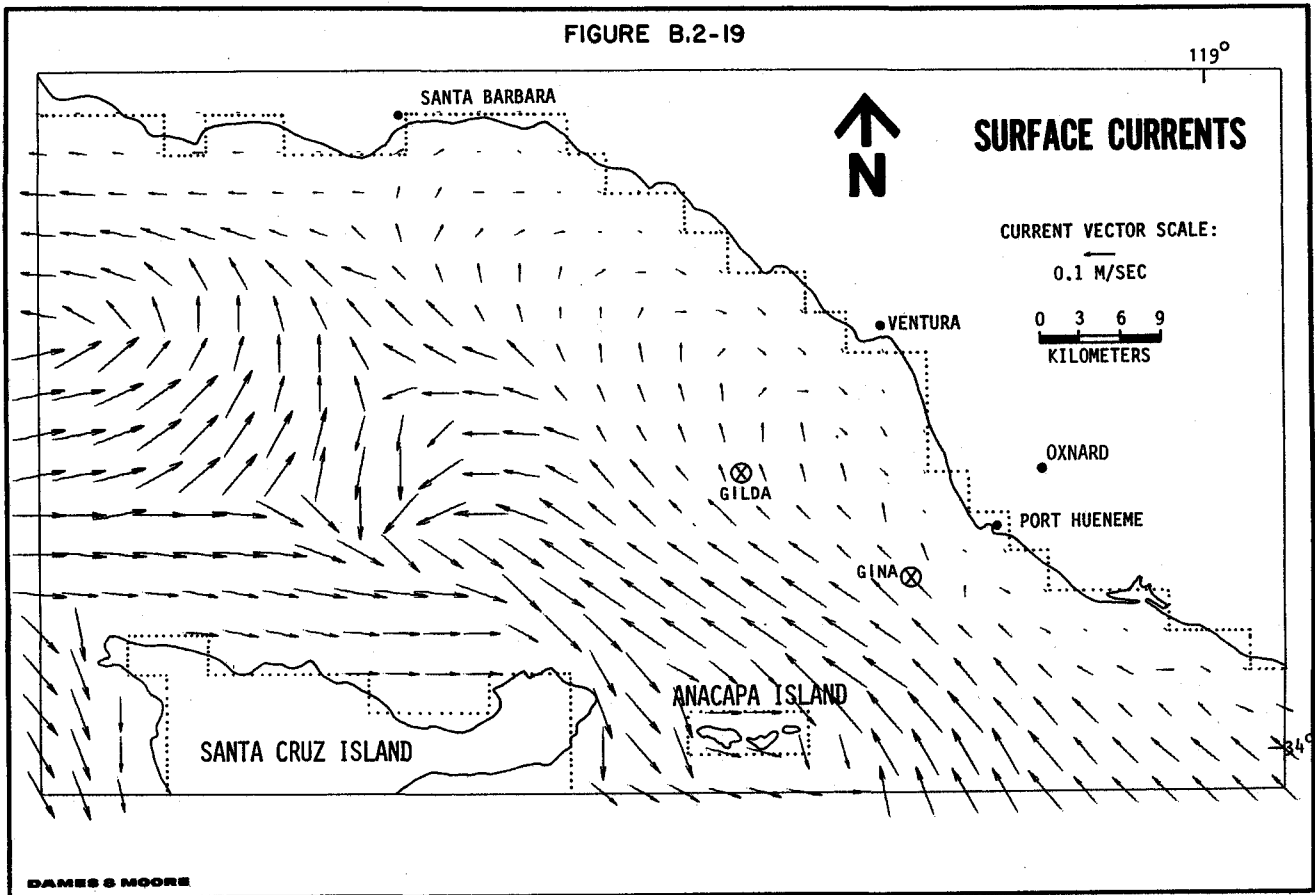 FIGURE B.2-19
119°
SANTA BARBARA
N
SURFACE CURRENTS
CURRENT VECTOR SCALE:
0.1 M/SEC
0 3 6 9
KILOMETERS
VENTURA
OXNARD
GILDA
PORT HUENEME
GINA
ANACAPA ISLAND
SANTA CRUZ ISLAND
34°
DAMES & MOORE